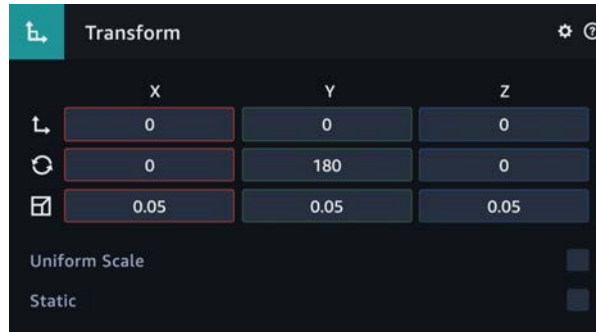 Transform
X Y Z
0 0 0
0 180 0
0.05 0.05 0.05
Uniform Scale
Static